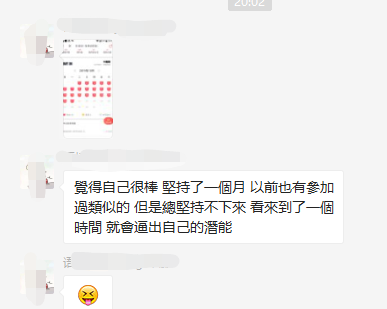 20:02
覺得自己很棒 堅持了一個月 以前也有參加
過類似的 但是總堅持不下來 看來到了一個
時間 就會逼出自己的潛能